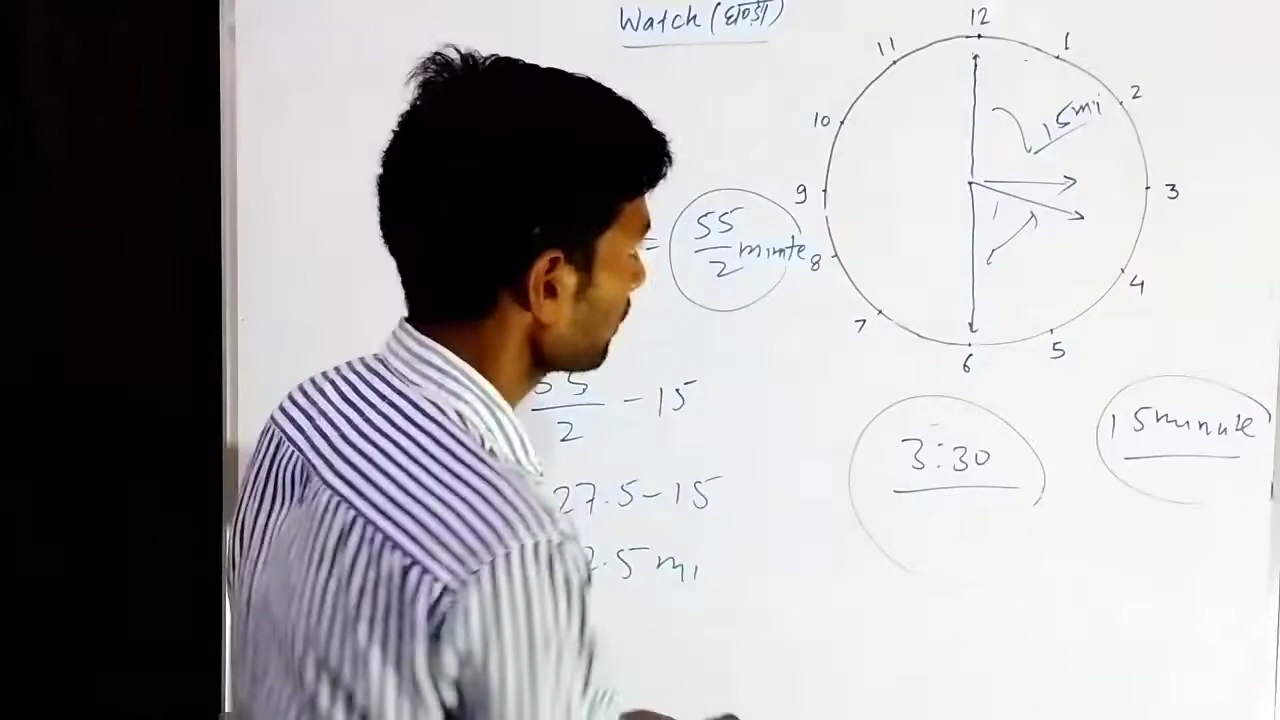 Watch (घड़ी)
12
11
1
10
2
15 mi
9
3
= 55/2 minute
8
4
7
5
6
55/2 - 15
3:30
15 minute
27.5 - 15
2.5 mi